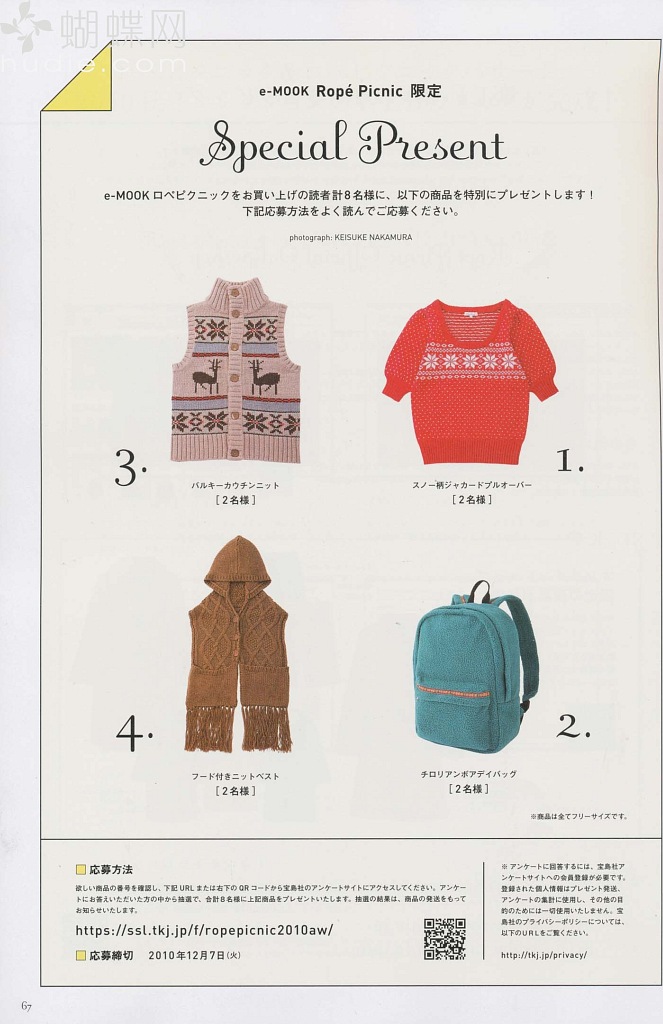 蝴蝶网
nudie.com
e-MOOK Ropé Picnic 限定
Special Present
e-MOOK ロペピクニックをお買い上げの読者計8名様に、以下の商品を特別にプレゼントします！
下記応募方法をよく読んでご応募ください。
photograph: KEISUKE NAKAMURA
1.
スノー柄ジャカードプルオーバー
[ 2名様 ]
2.
チロリアンボアデイバッグ
[ 2名様 ]
3.
バルキーカウチンニット
[ 2名様 ]
4.
フード付きニットベスト
[ 2名様 ]
※商品は全てフリーサイズです。
応募方法
欲しい商品の番号を確認し、下記 URL または右下の QR コードから宝島社のアンケートサイトにアクセスしてください。アンケー
トにお答えいただいた方の中から抽選で、合計8名様に上記商品をプレゼントいたします。抽選の結果は、商品の発送をもって
お知らせいたします。
https://ssl.tkj.jp/f/ropepicnic2010aw/
応募締切 2010年12月7日(火)
※ アンケートに回答するには、宝島社ア
ンケートサイトへの会員登録が必要です。
登録された個人情報はプレゼント発送、
アンケートの集計に使用し、その他の目
的のためには一切使用いたしません。宝
島社のプライバシーポリシーについては、
以下のURLをご覧ください。
http://tkj.jp/privacy/
67